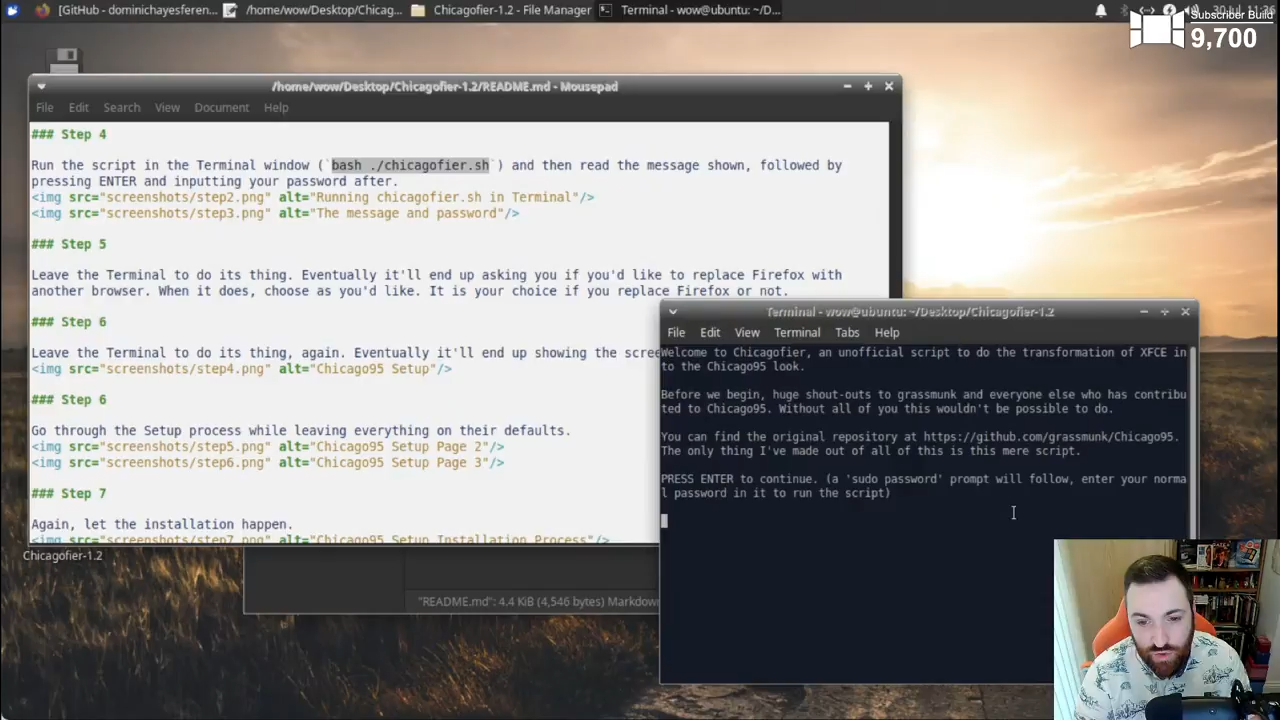 [GitHub - dominichayesferen...
/home/wow/Desktop/Chicag...
Chicagofier-1.2 - File Manager
Terminal - wow@ubuntu: ~/D...
30 Jul, 11:36
Subscriber Build
9,700
/home/wow/Desktop/Chicagofier-1.2/README.md - Mousepad
File Edit Search View Document Help
### Step 4
Run the script in the Terminal window (`bash ./chicagofier.sh`) and then read the message shown, followed by
pressing ENTER and inputting your password after.
<img src="screenshots/step2.png" alt="Running chicagofier.sh in Terminal"/>
<img src="screenshots/step3.png" alt="The message and password"/>
### Step 5
Leave the Terminal to do its thing. Eventually it'll end up asking you if you'd like to replace Firefox with
another browser. When it does, choose as you'd like. It is your choice if you replace Firefox or not.
### Step 6
Leave the Terminal to do its thing, again. Eventually it'll end up showing the scree
<img src="screenshots/step4.png" alt="Chicago95 Setup"/>
### Step 6
Go through the Setup process while leaving everything on their defaults.
<img src="screenshots/step5.png" alt="Chicago95 Setup Page 2"/>
<img src="screenshots/step6.png" alt="Chicago95 Setup Page 3"/>
### Step 7
Again, let the installation happen.
<img src="screenshots/step7.png" alt="Chicago95 Setup Installation Process"/>
Chicagofier-1.2
"README.md": 4.4 KiB (4,546 bytes) Markdown
Terminal - wow@ubuntu: ~/Desktop/Chicagofier-1.2
File Edit View Terminal Tabs Help
Welcome to Chicagofier, an unofficial script to do the transformation of XFCE in
to the Chicago95 look.
Before we begin, huge shout-outs to grassmunk and everyone else who has contribu
ted to Chicago95. Without all of you this wouldn't be possible to do.
You can find the original repository at https://github.com/grassmunk/Chicago95.
The only thing I've made out of all of this is this mere script.
PRESS ENTER to continue. (a 'sudo password' prompt will follow, enter your norma
l password in it to run the script)